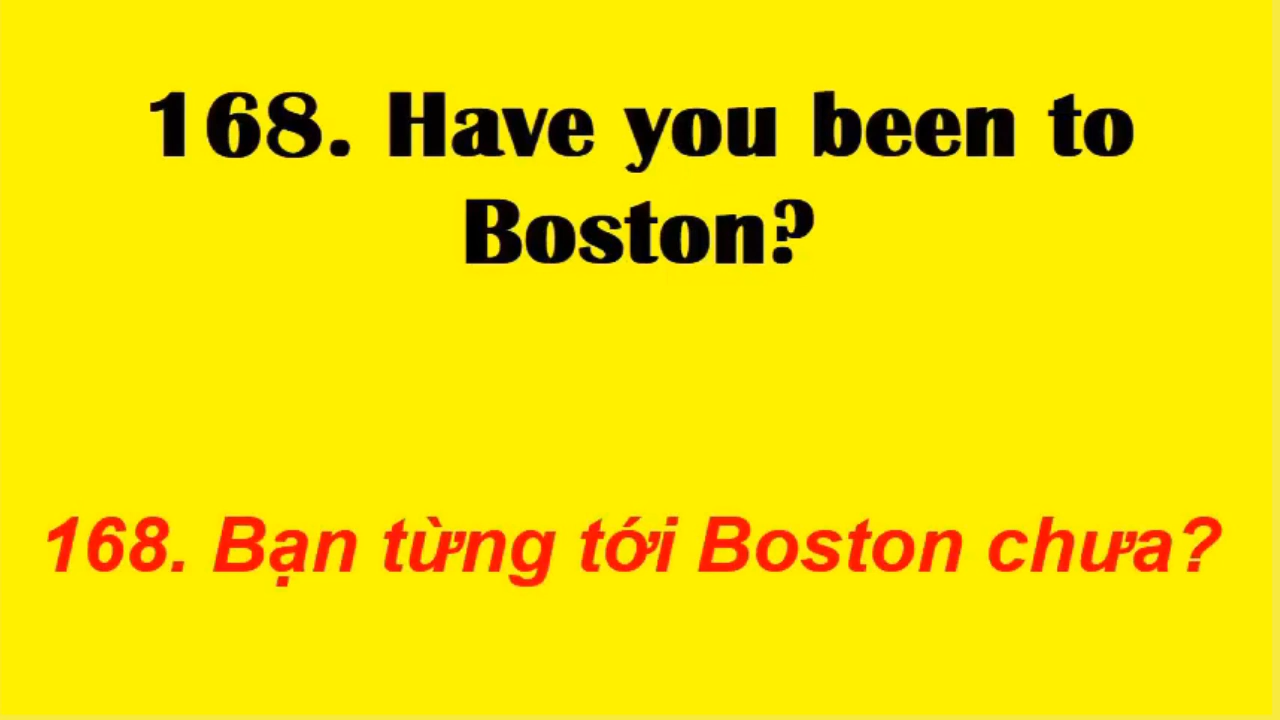 168. Have you been to
Boston?
168. Bạn từng tới Boston chưa?